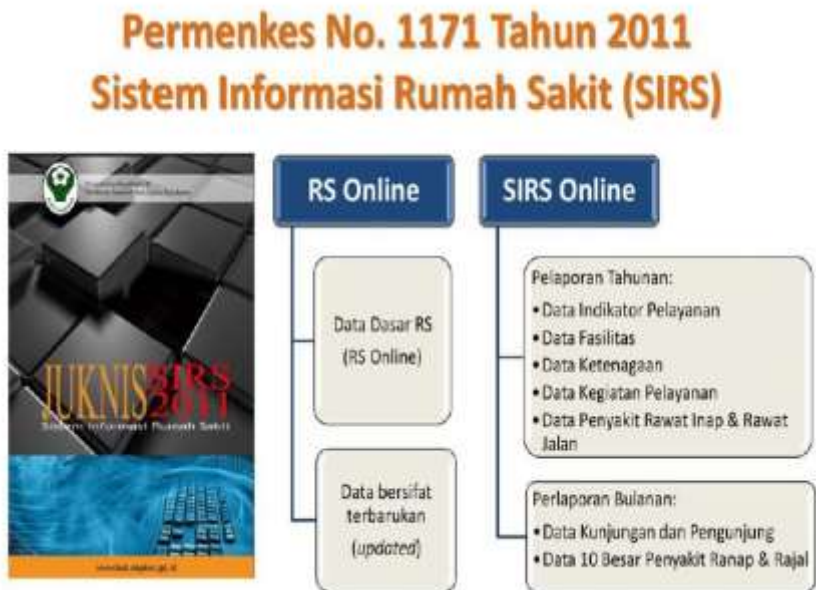 Permenkes No. 1171 Tahun 2011
Sistem Informasi Rumah Sakit (SIRS)
JUKNIS SIRS
2011
Sistem Informasi Rumah Sakit
RS Online
Data Dasar RS
(RS Online)
Data bersifat
terbarukan
(updated)
SIRS Online
Pelaporan Tahunan:
•Data Indikator Pelayanan
•Data Fasilitas
•Data Ketenagaan
•Data Kegiatan Pelayanan
•Data Penyakit Rawat Inap & Rawat
Jalan
Perlaporan Bulanan:
•Data Kunjungan dan Pengunjung
•Data 10 Besar Penyakit Ranap & Rajal